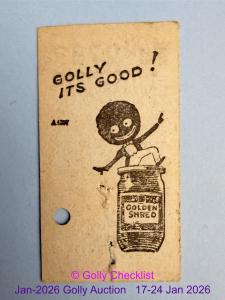 GOLLY
ITS GOOD!
GOLDEN
SHRED
© Golly Checklist
Jan-2026 Golly Auction 17-24 Jan 2026